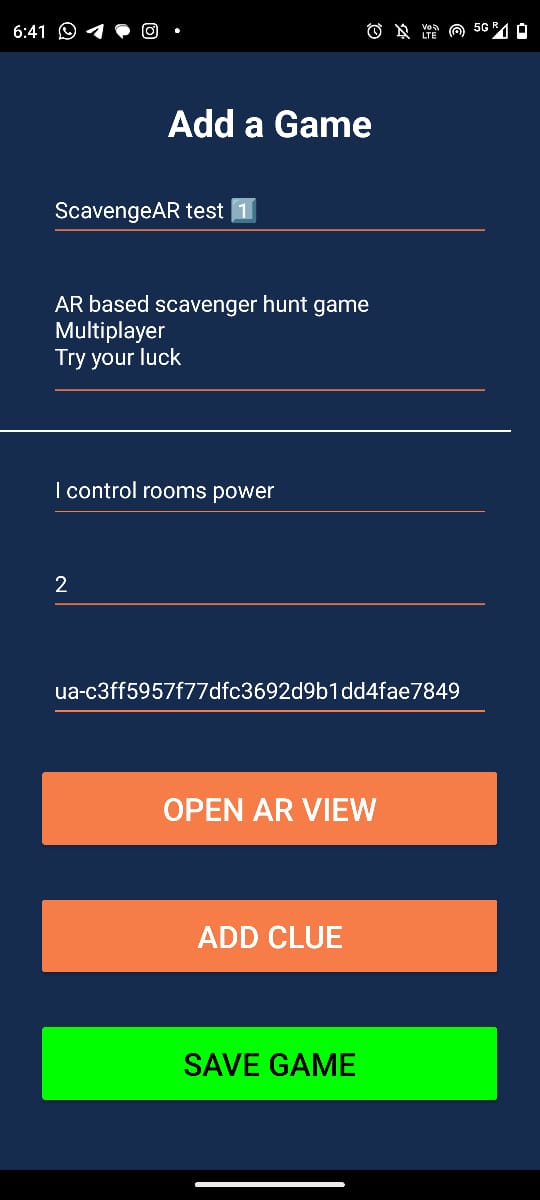 6:41
Vo LTE
5G R
Add a Game
ScavengeAR test 1️⃣
AR based scavenger hunt game
Multiplayer
Try your luck
I control rooms power
2
ua-c3ff5957f77dfc3692d9b1dd4fae7849
OPEN AR VIEW
ADD CLUE
SAVE GAME